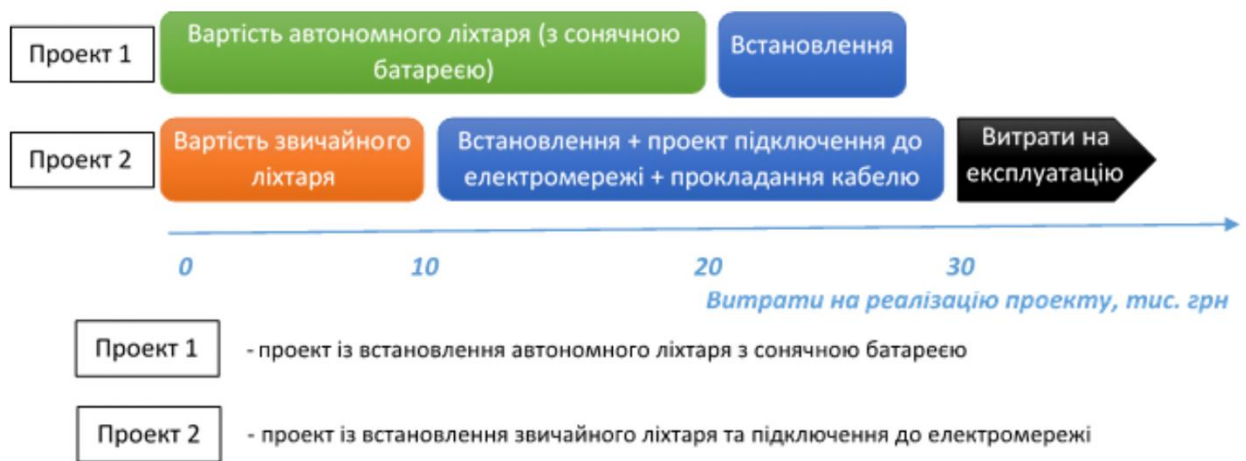 Проект 1
Вартість автономного ліхтаря (з сонячною
батареєю)
Встановлення
Проект 2
Вартість звичайного
ліхтаря
Встановлення + проект підключення до
електромережі + прокладання кабелю
Витрати на
експлуатацію
0 10 20 30
Витрати на реалізацію проекту, тис. грн
Проект 1 - проект із встановлення автономного ліхтаря з сонячною батареєю
Проект 2 - проект із встановлення звичайного ліхтаря та підключення до електромережі